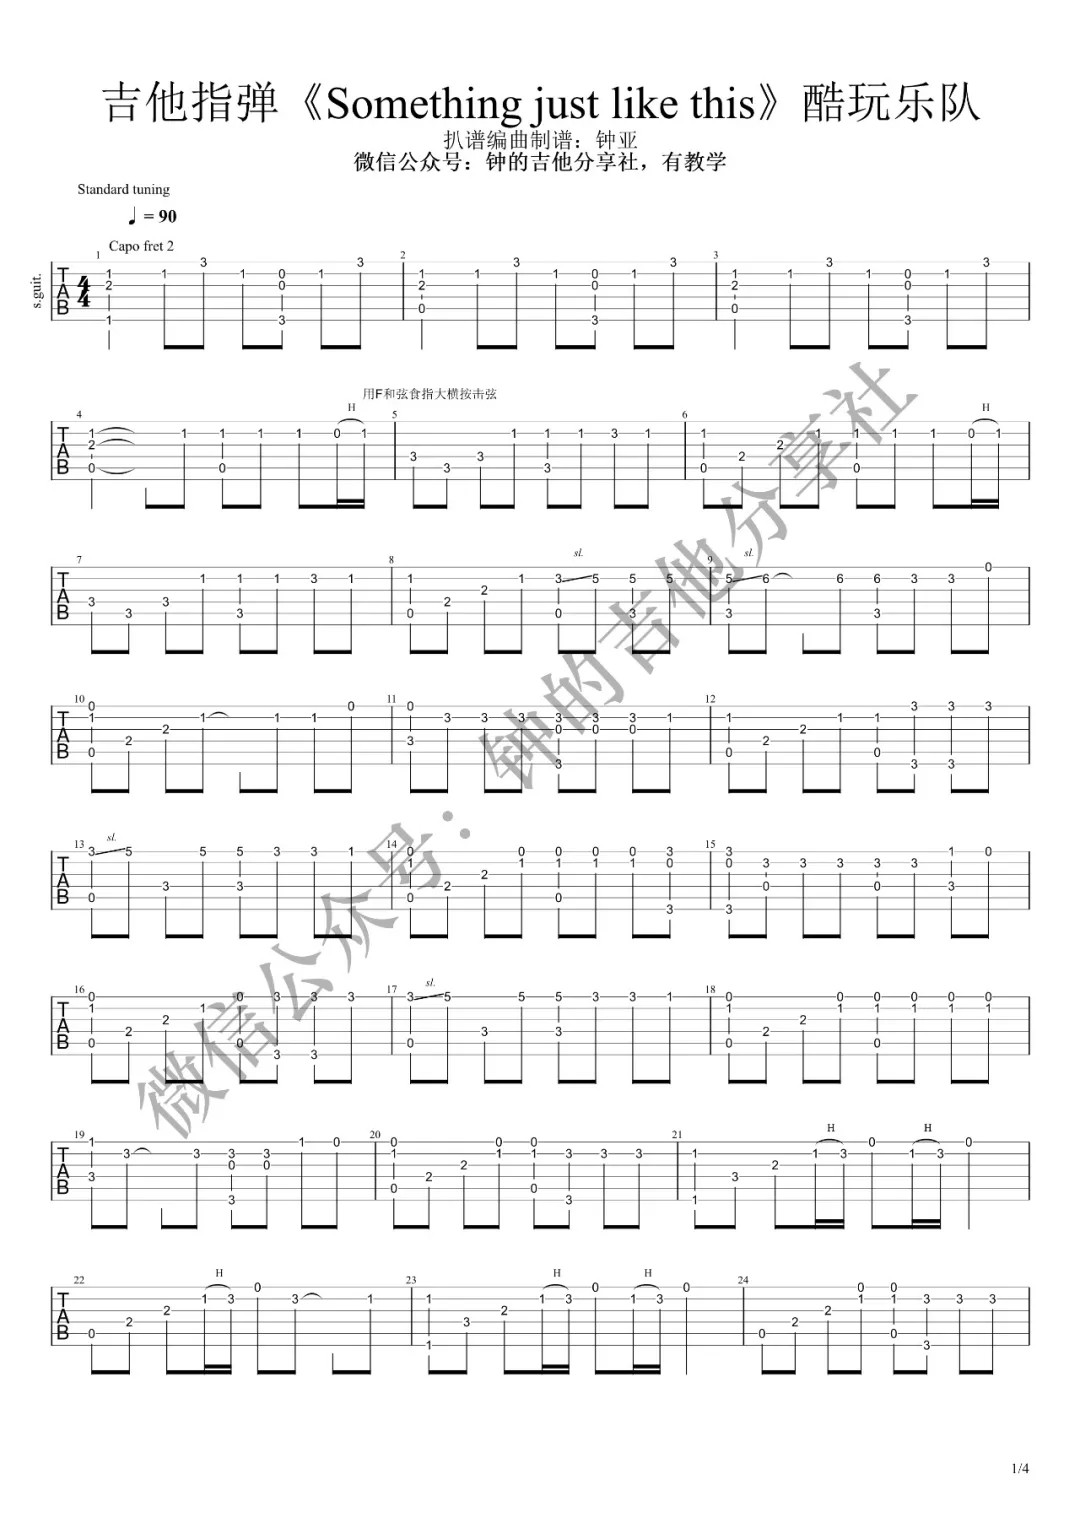 吉他指弹《Something just like this》酷玩乐队
扒谱编曲制谱：钟亚
微信公众号：钟的吉他分享社，有教学
Standard tuning
♩ = 90
Capo fret 2
s.guit.
用F和弦食指大横按击弦
H
H
sl.
sl.
sl.
sl.
H
H
H
H
H
微信公众号：钟的吉他分享社
1/4